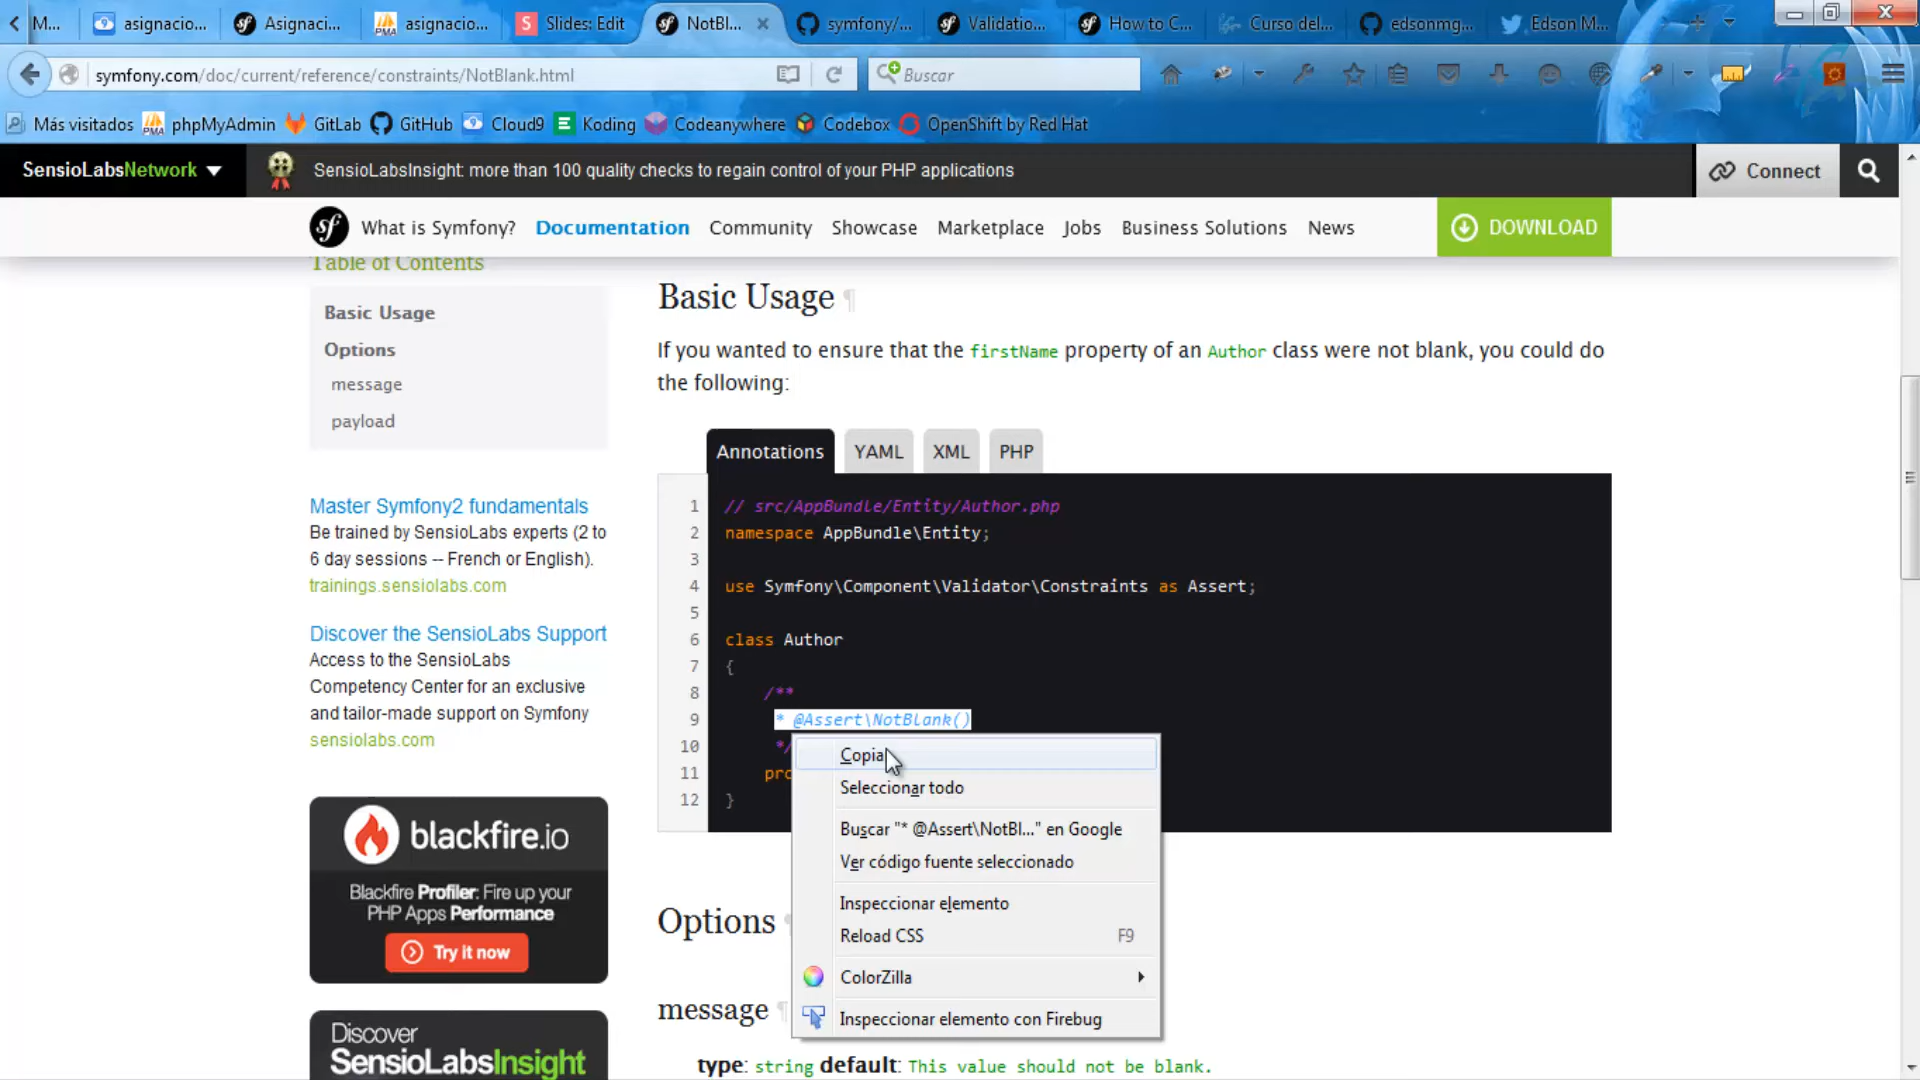 M...
asignacio...
Asignaci...
asignacio...
Slides: Edit
NotBl...
symfony/...
Validatio...
How to C...
Curso del...
edsonmg...
Edson M...
symfony.com/doc/current/reference/constraints/NotBlank.html
Buscar
Más visitados
phpMyAdmin
GitLab
GitHub
Cloud9
Koding
Codeanywhere
Codebox
OpenShift by Red Hat
SensioLabsNetwork
SensioLabsInsight: more than 100 quality checks to regain control of your PHP applications
Connect
sf
What is Symfony?
Documentation
Community
Showcase
Marketplace
Jobs
Business Solutions
News
DOWNLOAD
Table of Contents
Basic Usage
Options
message
payload
Master Symfony2 fundamentals
Be trained by SensioLabs experts (2 to
6 day sessions -- French or English).
trainings.sensiolabs.com
Discover the SensioLabs Support
Access to the SensioLabs
Competency Center for an exclusive
and tailor-made support on Symfony
sensiolabs.com
blackfire.io
Blackfire Profiler: Fire up your
PHP Apps Performance
Try it now
Discover
SensioLabsInsight
Basic Usage ¶
If you wanted to ensure that the firstName property of an Author class were not blank, you could do
the following:
Annotations
YAML
XML
PHP
1 // src/AppBundle/Entity/Author.php
2 namespace AppBundle\Entity;
3
4 use Symfony\Component\Validator\Constraints as Assert;
5
6 class Author
7 {
8 /**
9 * @Assert\NotBlank()
10 */
11 pro
12 }
Copia
Seleccionar todo
Buscar "* @Assert\NotBl..." en Google
Ver código fuente seleccionado
Inspeccionar elemento
Reload CSS F9
ColorZilla
Inspeccionar elemento con Firebug
Options
message
type: string default: This value should not be blank.